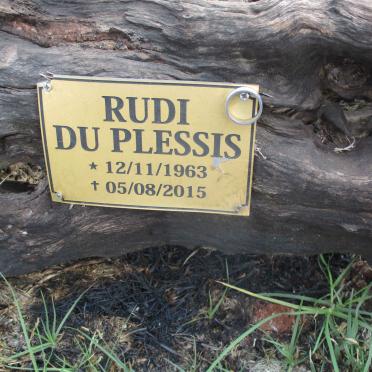 RUDI
DU PLESSIS
★ 12/11/1963
✝ 05/08/2015